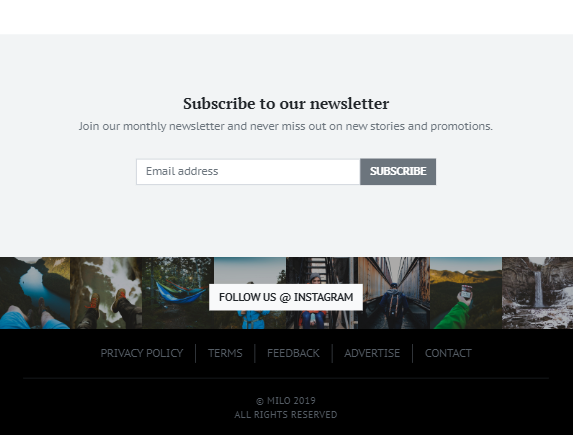 Subscribe to our newsletter
Join our monthly newsletter and never miss out on new stories and promotions.
Email address
SUBSCRIBE
FOLLOW US @ INSTAGRAM
PRIVACY POLICY
TERMS
FEEDBACK
ADVERTISE
CONTACT
© MILO 2019
ALL RIGHTS RESERVED